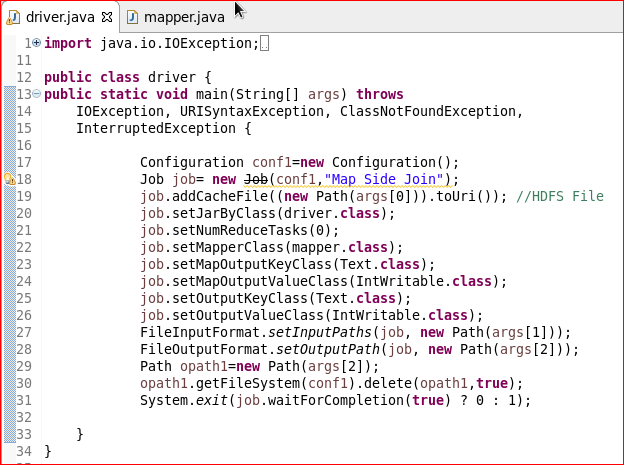 driver.java mapper.java
1 import java.io.IOException;
11
12 public class driver {
13 public static void main(String[] args) throws
14     IOException, URISyntaxException, ClassNotFoundException,
15     InterruptedException {
16
17             Configuration conf1=new Configuration();
18             Job job= new Job(conf1,"Map Side Join");
19             job.addCacheFile((new Path(args[0])).toUri()); //HDFS File
20             job.setJarByClass(driver.class);
21             job.setNumReduceTasks(0);
22             job.setMapperClass(mapper.class);
23             job.setMapOutputKeyClass(Text.class);
24             job.setMapOutputValueClass(IntWritable.class);
25             job.setOutputKeyClass(Text.class);
26             job.setOutputValueClass(IntWritable.class);
27             FileInputFormat.setInputPaths(job, new Path(args[1]));
28             FileOutputFormat.setOutputPath(job, new Path(args[2]));
29             Path opath1=new Path(args[2]);
30             opath1.getFileSystem(conf1).delete(opath1,true);
31             System.exit(job.waitForCompletion(true) ? 0 : 1);
32
33     }
34 }